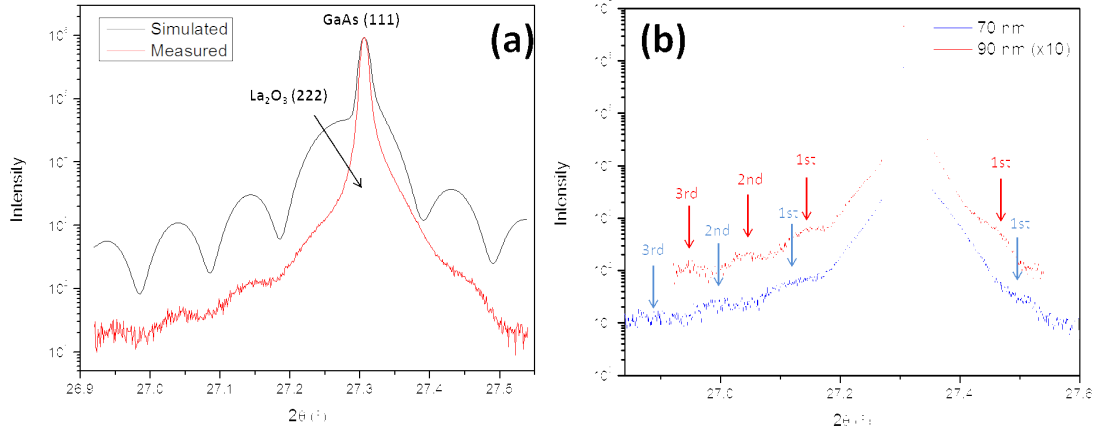 GaAs (111)
(a)
Simulated
Measured
La₂O₃ (222)
Intensity
26.9 27.0 27.1 27.2 27.3 27.4 27.5
2θ (°)
(b)
70 nm
90 nm (x10)
1st 1st
2nd
3rd
1st 1st
2nd
3rd
Intensity
27.0 27.2 27.4 27.6
2θ (°)